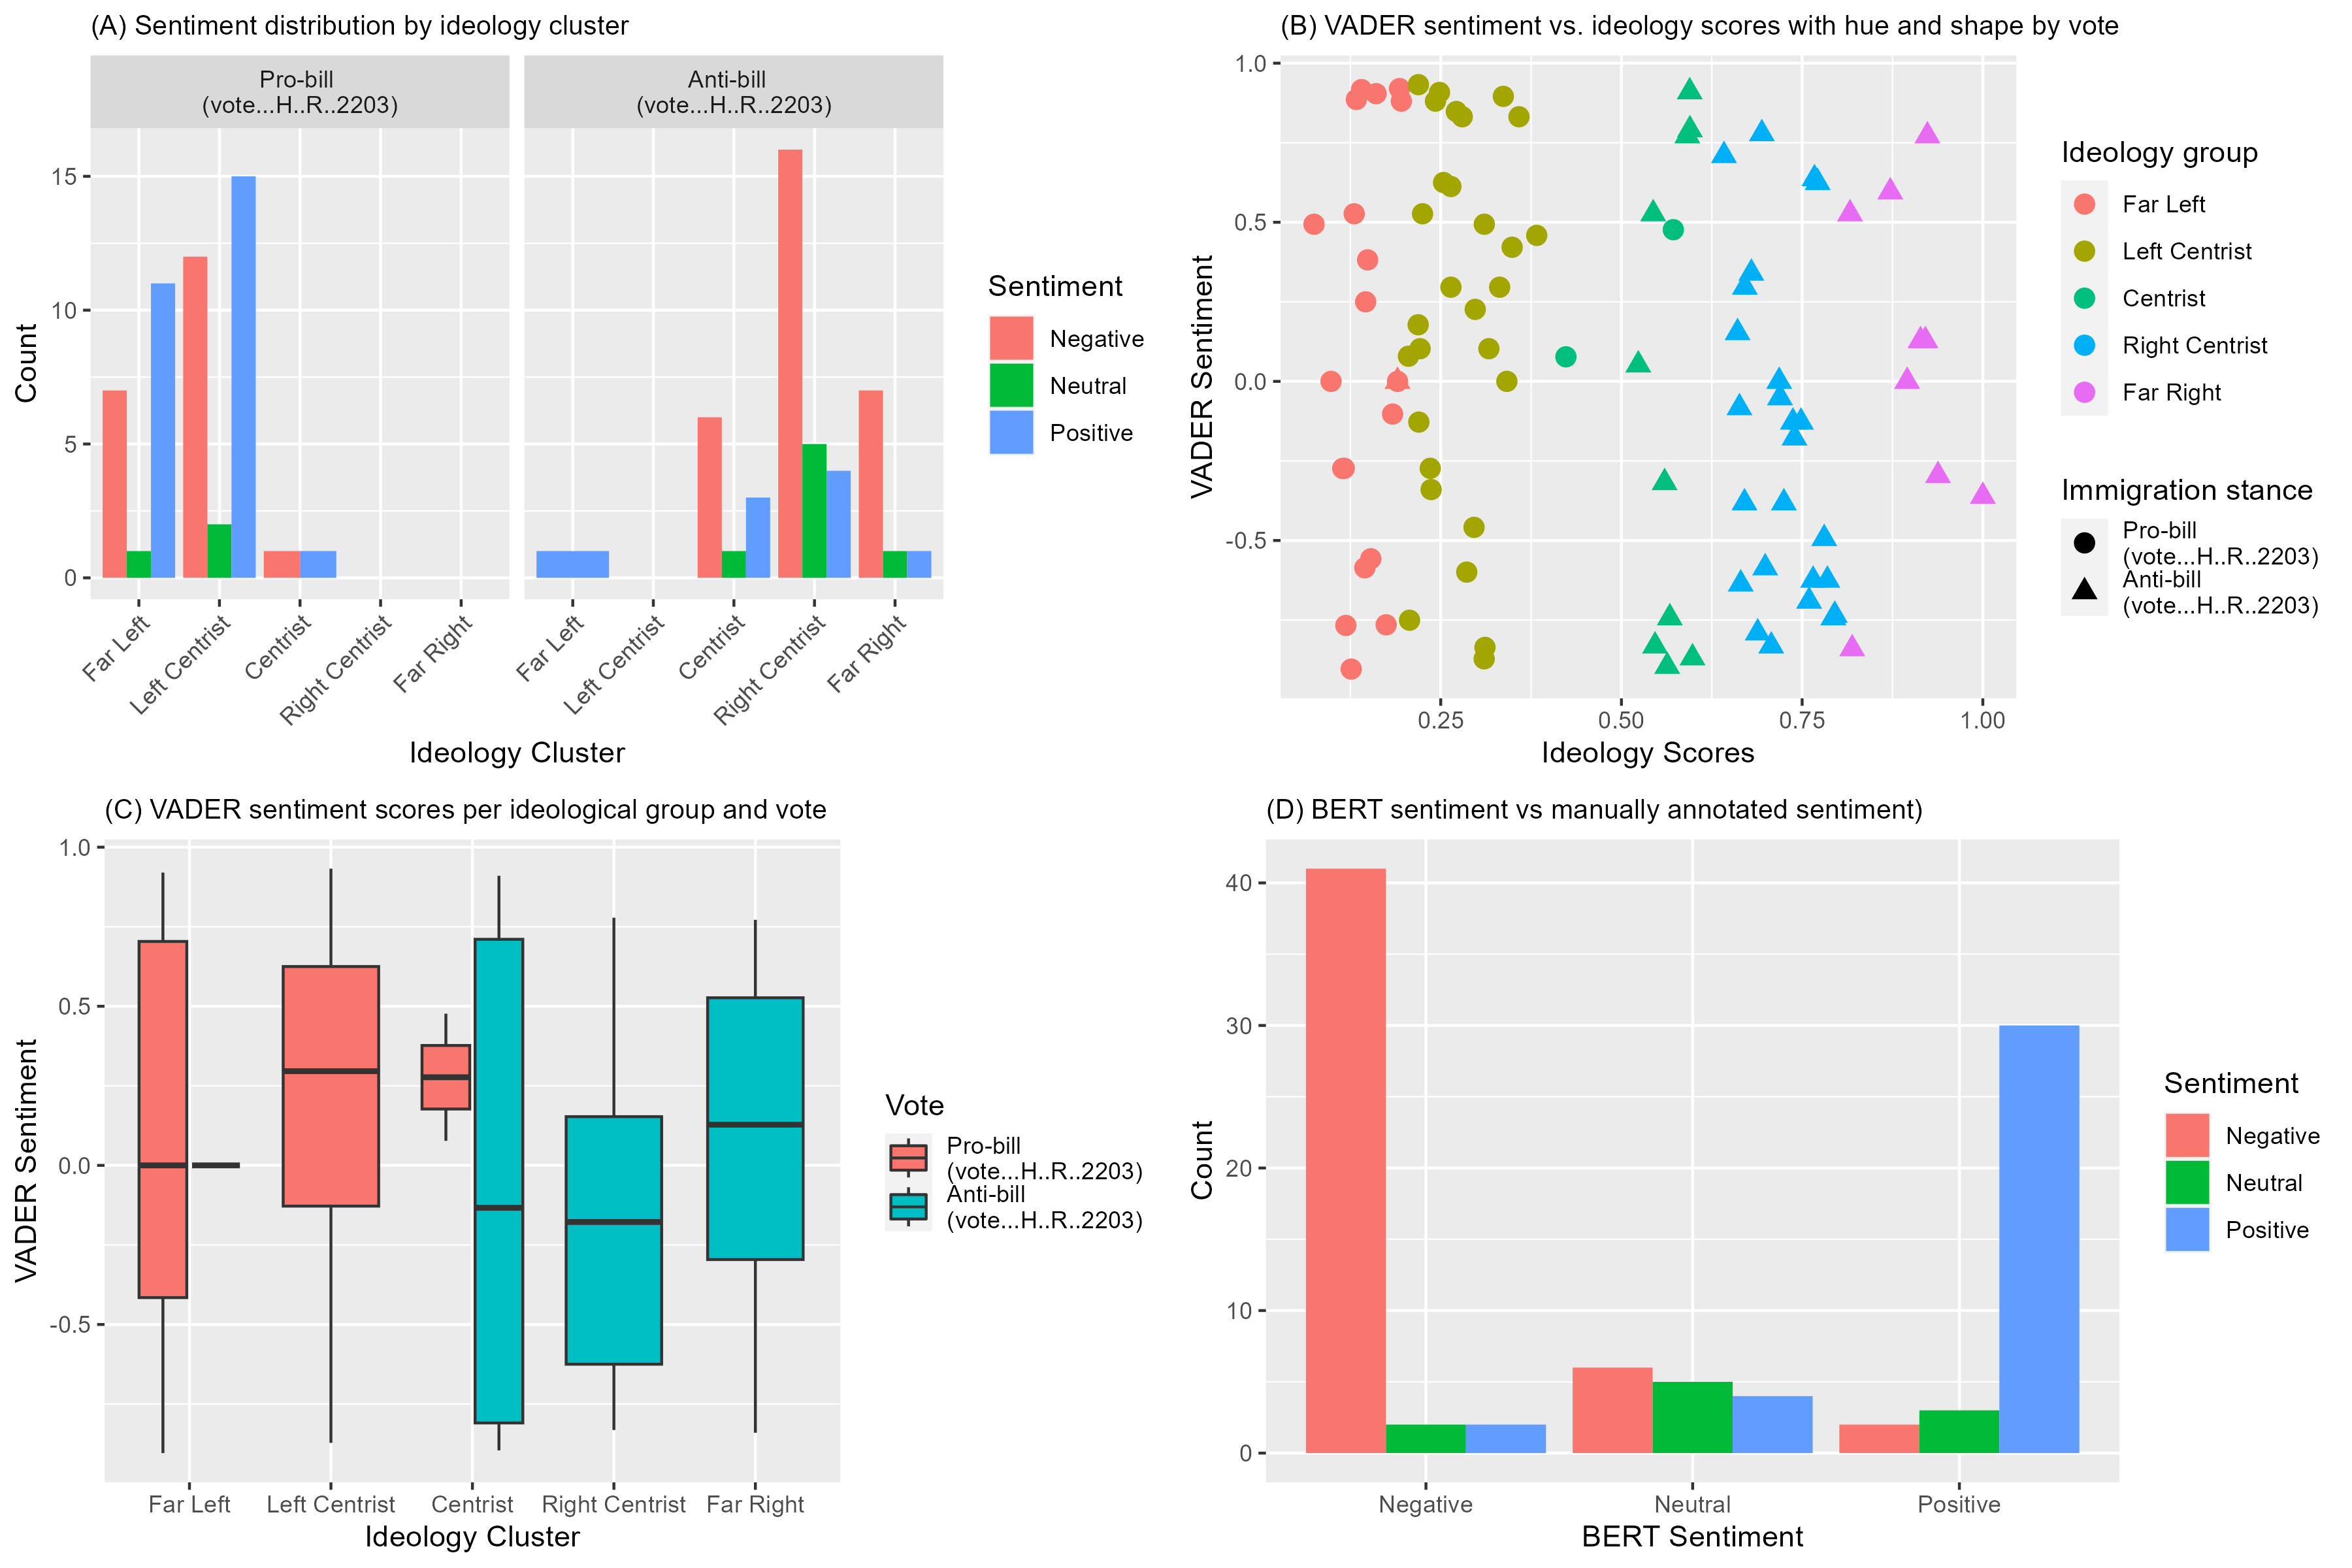 (A) Sentiment distribution by ideology cluster
Pro-bill
(vote...H..R..2203)
Anti-bill
(vote...H..R..2203)
15
10
5
0
Count
Far Left
Left Centrist
Centrist
Right Centrist
Far Right
Far Left
Left Centrist
Centrist
Right Centrist
Far Right
Ideology Cluster
Sentiment
Negative
Neutral
Positive
(B) VADER sentiment vs. ideology scores with hue and shape by vote
1.0
0.5
0.0
-0.5
VADER Sentiment
0.25
0.50
0.75
1.00
Ideology Scores
Ideology group
Far Left
Left Centrist
Centrist
Right Centrist
Far Right
Immigration stance
Pro-bill
(vote...H..R..2203)
Anti-bill
(vote...H..R..2203)
(C) VADER sentiment scores per ideological group and vote
1.0
0.5
0.0
-0.5
VADER Sentiment
Far Left
Left Centrist
Centrist
Right Centrist
Far Right
Ideology Cluster
Vote
Pro-bill
(vote...H..R..2203)
Anti-bill
(vote...H..R..2203)
(D) BERT sentiment vs manually annotated sentiment)
40
30
20
10
0
Count
Negative
Neutral
Positive
BERT Sentiment
Sentiment
Negative
Neutral
Positive